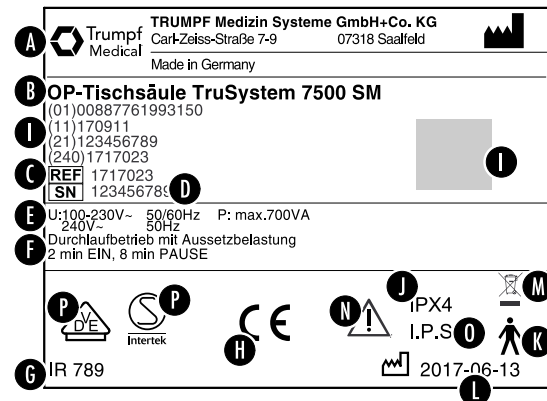 A
Trumpf
Medical
TRUMPF Medizin Systeme GmbH+Co. KG
Carl-Zeiss-Straße 7-9 07318 Saalfeld
Made in Germany
B OP-Tischsäule TruSystem 7500 SM
(01)00887761993150
I (11)170911 I
(21)123456789
(240)1717023
C REF 1717023
SN 123456789 D
E U:100-230V~ 50/60Hz P: max.700VA
240V~ 50Hz
F Durchlaufbetrieb mit Aussetzbelastung
2 min EIN, 8 min PAUSE
J M
P VDE S P N IPX4
Intertek CE H I.P.S O K
G IR 789 2017-06-13
L